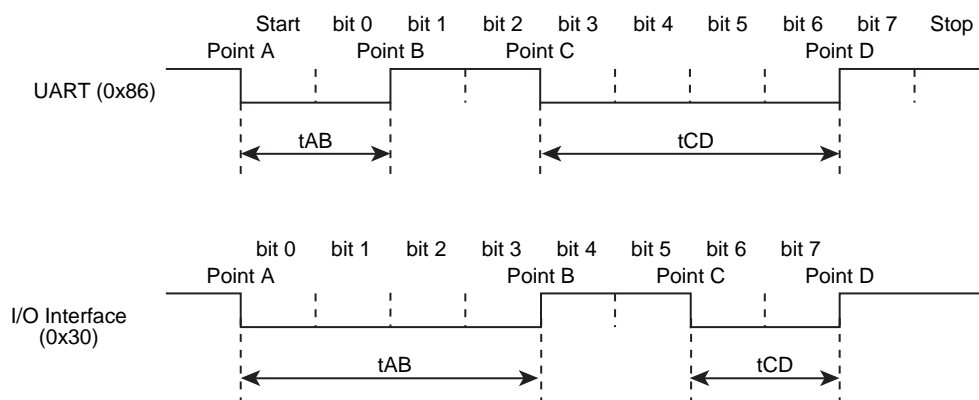 Start bit 0 bit 1 bit 2 bit 3 bit 4 bit 5 bit 6 bit 7 Stop
Point A Point B Point C Point D
UART (0x86)
tAB tCD
bit 0 bit 1 bit 2 bit 3 bit 4 bit 5 bit 6 bit 7
Point A Point B Point C Point D
I/O Interface
(0x30)
tAB tCD